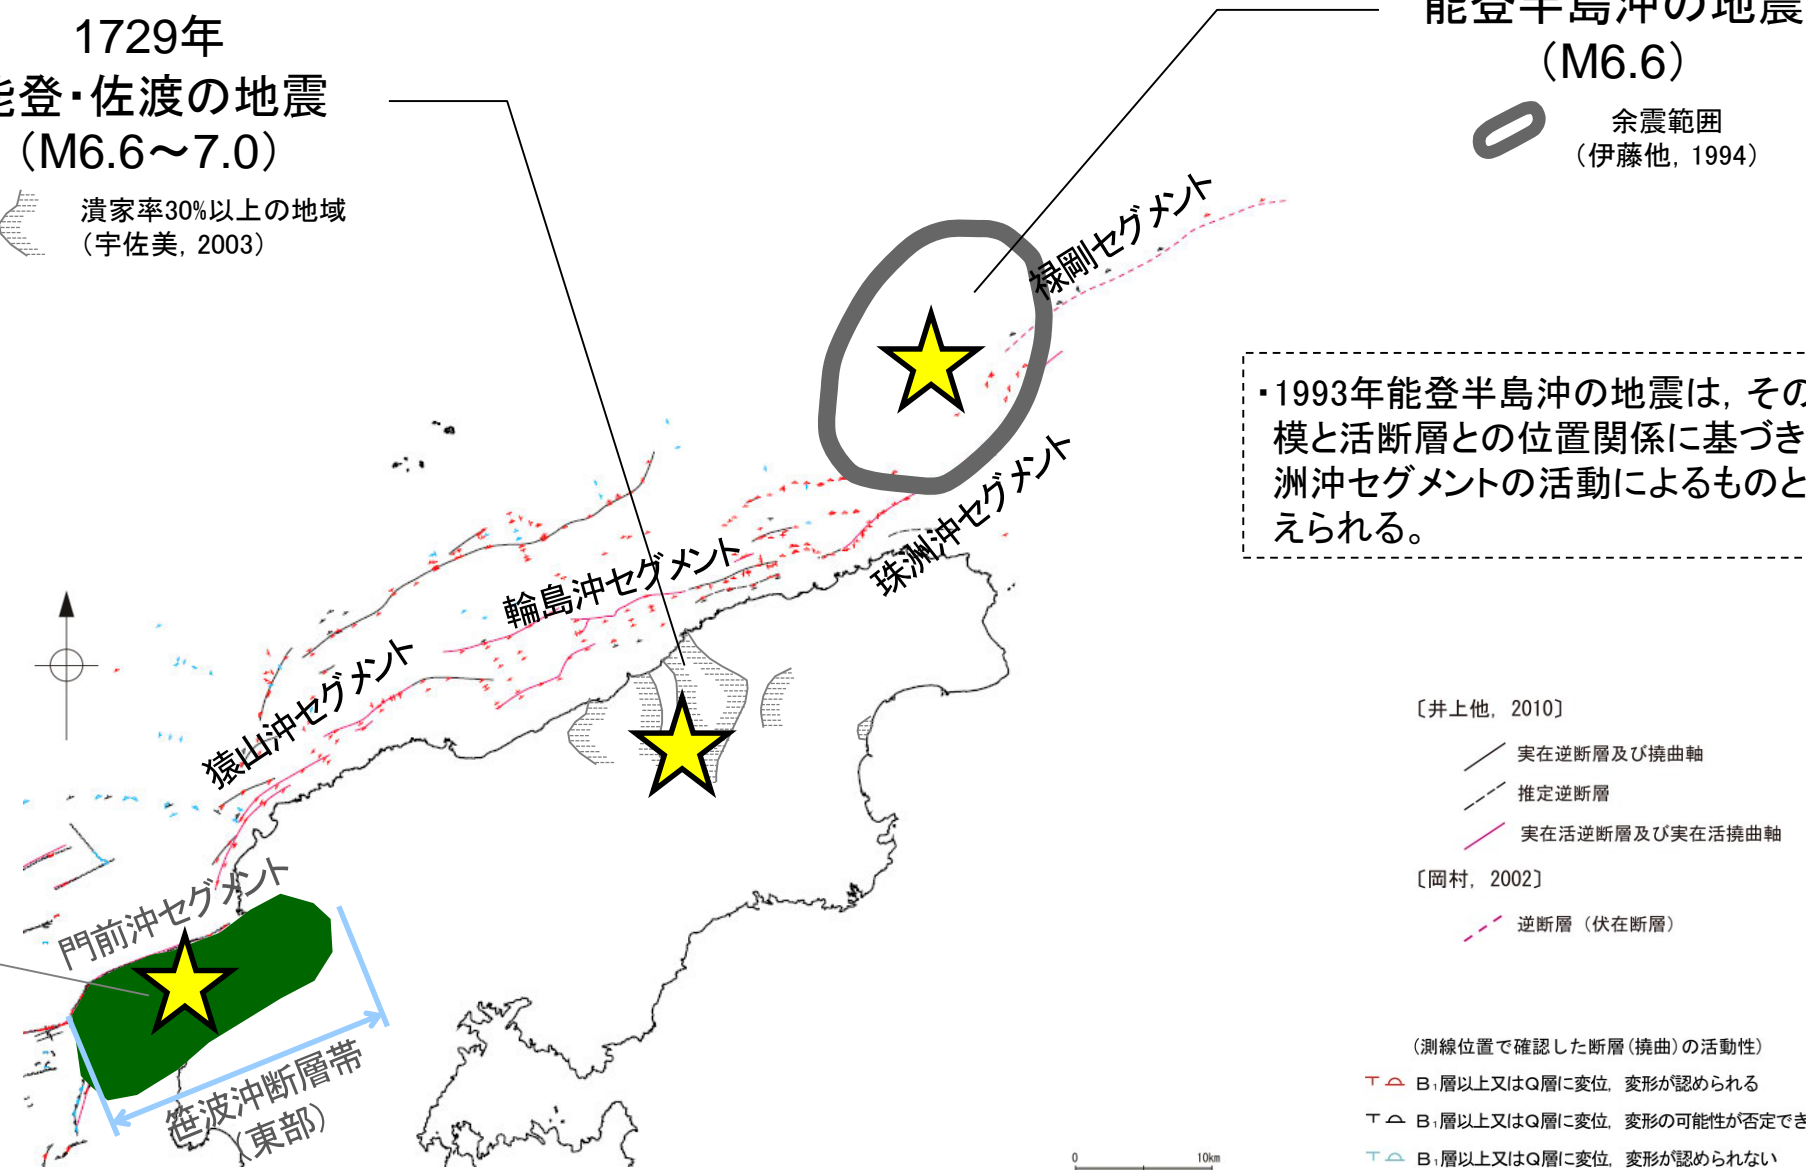 1729年
能登・佐渡の地震
(M6.6～7.0)
潰家率30%以上の地域
(宇佐美, 2003)
能登半島沖の地震
(M6.6)
余震範囲
(伊藤他, 1994)
禄剛セグメント
・1993年能登半島沖の地震は, その
模と活断層との位置関係に基づき
洲沖セグメントの活動によるものと
えられる。
珠洲沖セグメント
輪島沖セグメント
猿山沖セグメント
門前沖セグメント
笹波沖断層帯
(東部)
〔井上他, 2010〕
実在逆断層及び撓曲軸
推定逆断層
実在活逆断層及び実在活撓曲軸
〔岡村, 2002〕
逆断層 (伏在断層)
(測線位置で確認した断層(撓曲)の活動性)
B₁層以上又はQ層に変位, 変形が認められる
B₁層以上又はQ層に変位, 変形の可能性が否定でき
B₁層以上又はQ層に変位, 変形が認められない
0 10km